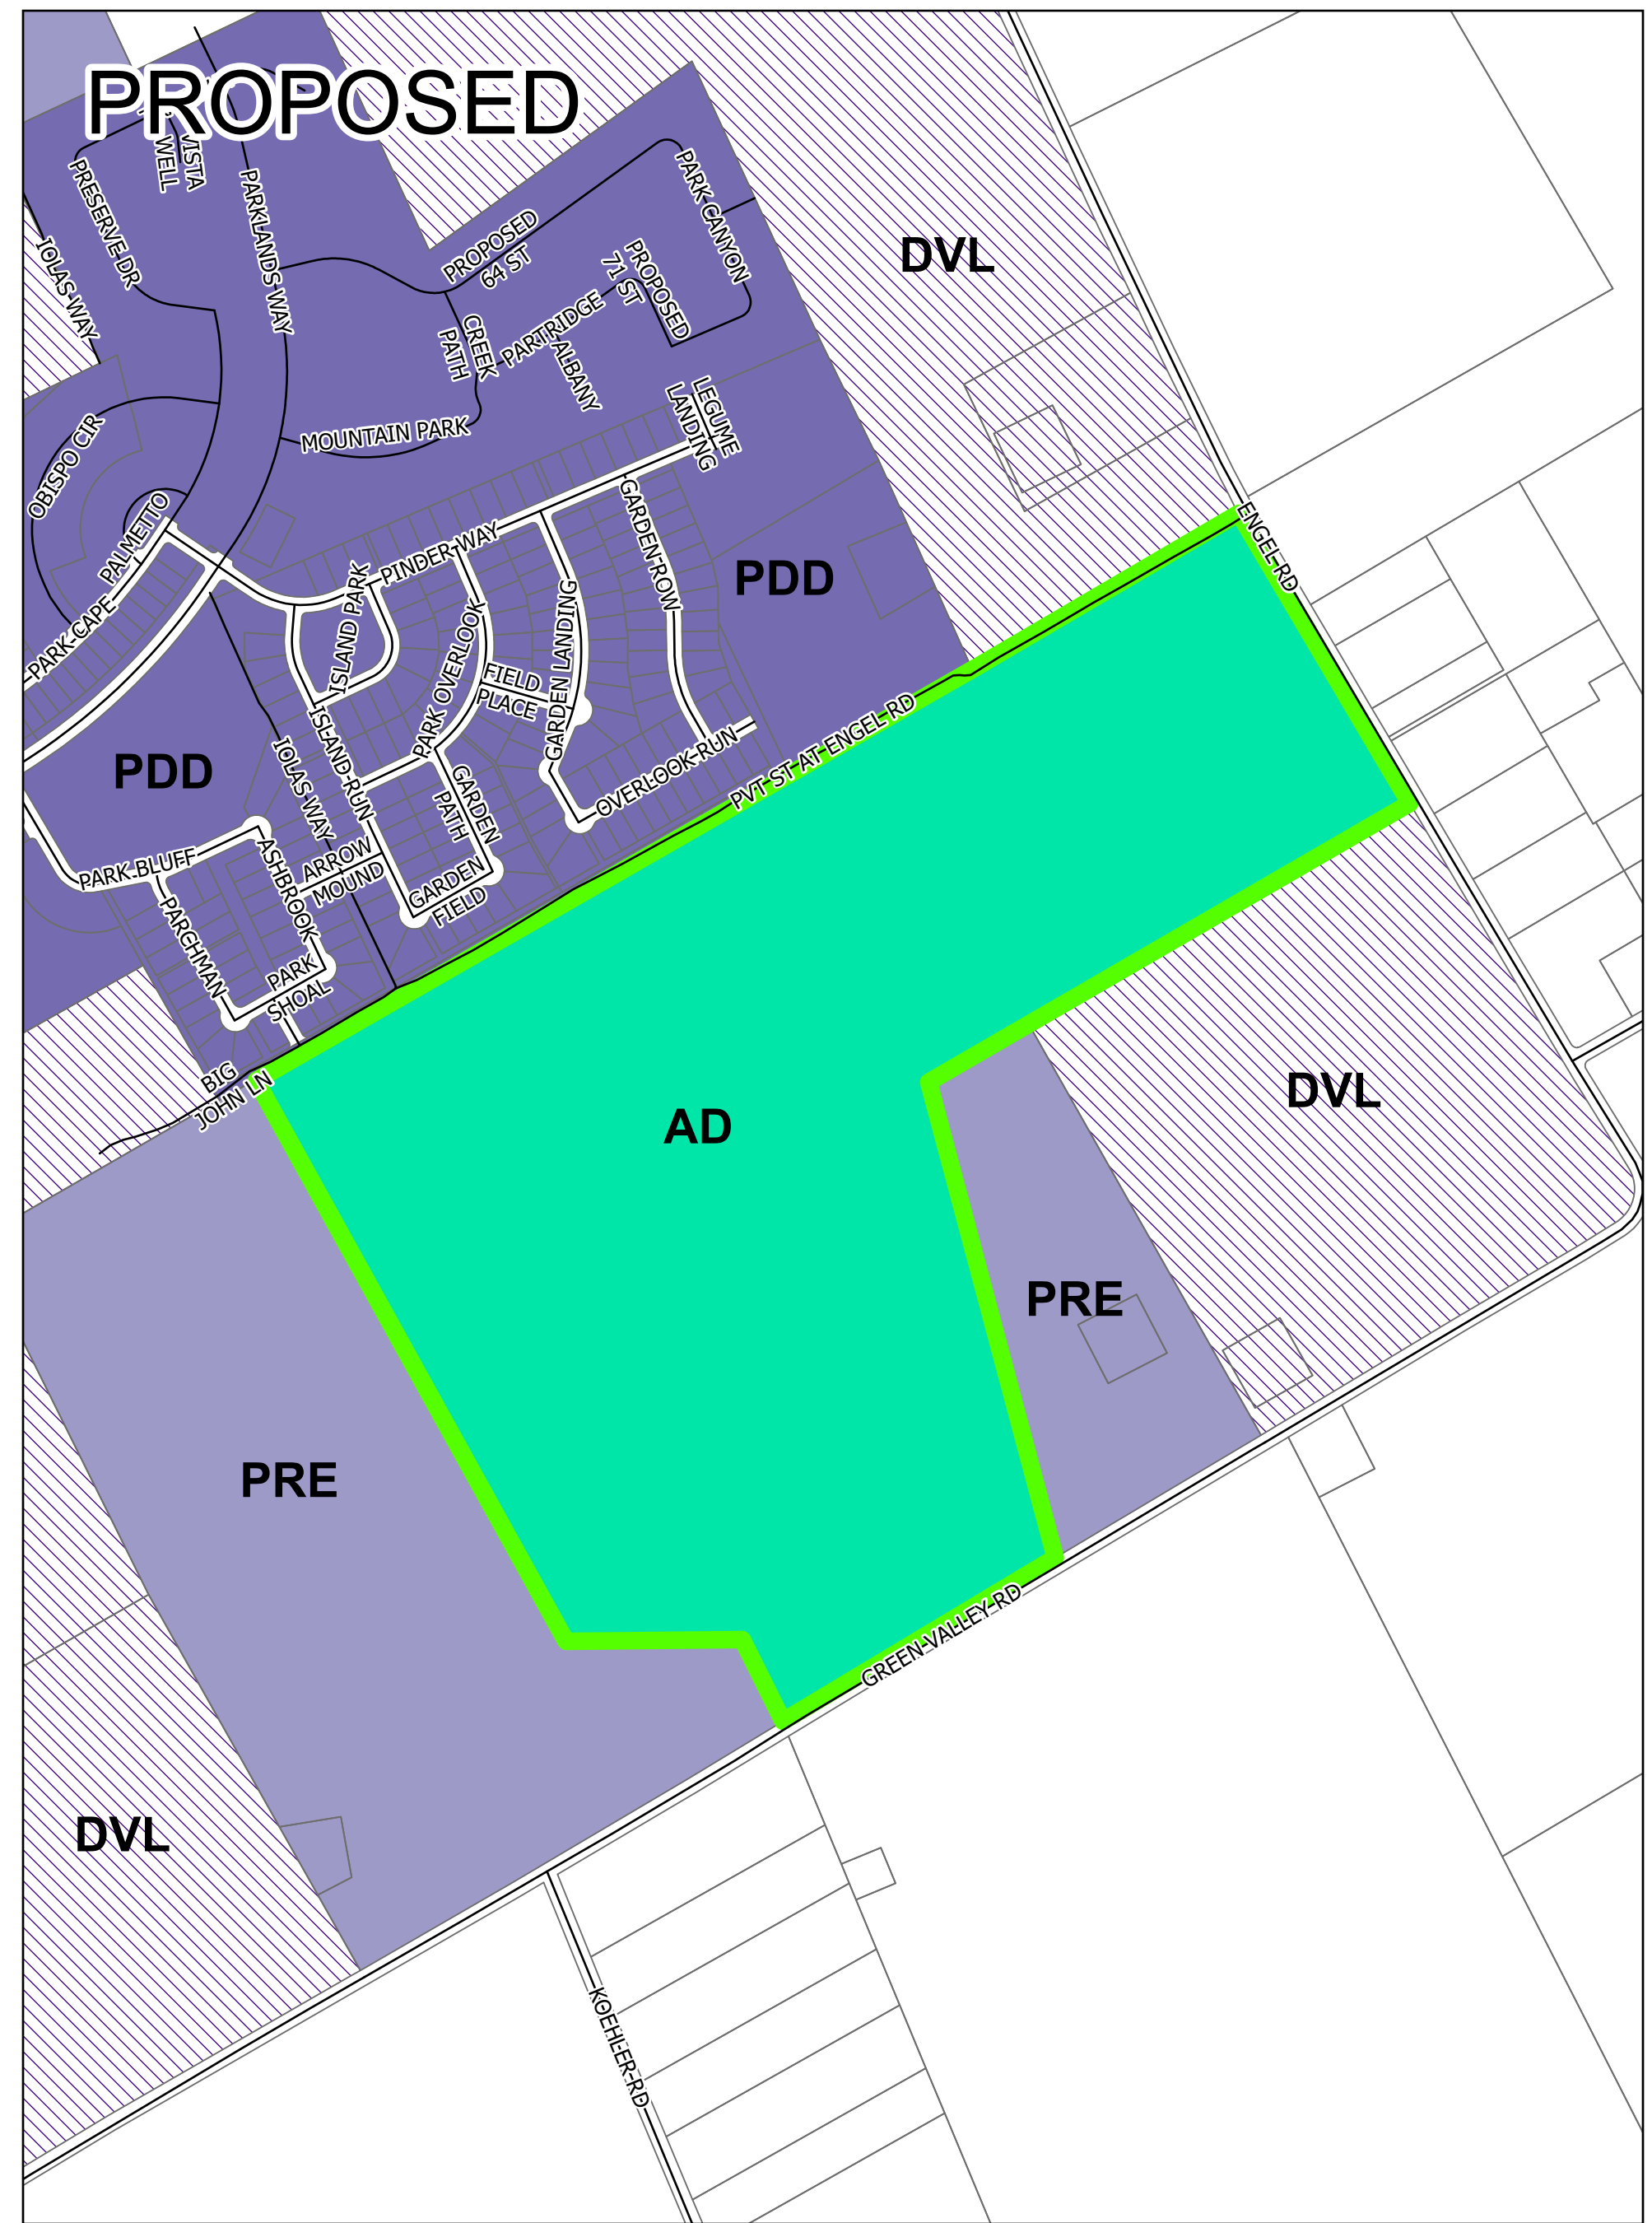 PROPOSED
WELL
VISTA
PRESERVE DR
PARKLANDS WAY
IOLAS WAY
PROPOSED
64 ST
PARK CANYON
PROPOSED
71 ST
DVL
CREEK
PATH
PARTRIDGE
ALBANY
LEGUME
LANDING
MOUNTAIN PARK
OBISPO CIR
PALMETTO
PARK CAPE
PINDER WAY
GARDEN ROW
ENGEL RD
PDD
ISLAND PARK
PARK OVERLOOK
GARDEN LANDING
FIELD
PLACE
ISLAND RUN
IOLAS WAY
PDD
OVERLOOK RUN
PVT ST AT ENGEL RD
GARDEN
PATH
PARK BLUFF
ASHBROOK
ARROW
MOUND
GARDEN
FIELD
PARCHMAN
PARK
SHOAL
BIG
JOHN LN
AD
DVL
PRE
PRE
GREEN VALLEY RD
DVL
KOEHLER RD